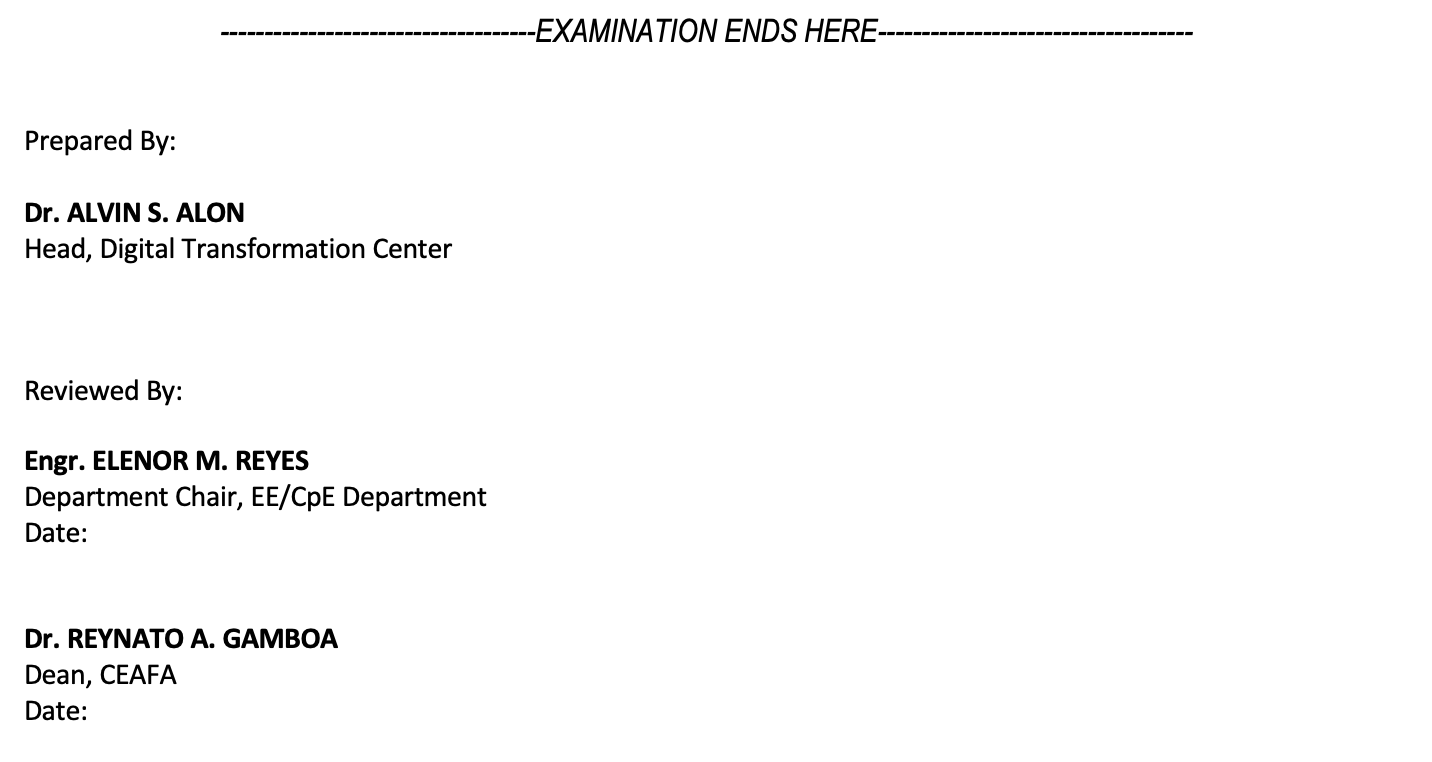 ------------------------------------EXAMINATION ENDS HERE------------------------------------
Prepared By:
Dr. ALVIN S. ALON
Head, Digital Transformation Center
Reviewed By:
Engr. ELENOR M. REYES
Department Chair, EE/CpE Department
Date:
Dr. REYNATO A. GAMBOA
Dean, CEAFA
Date: